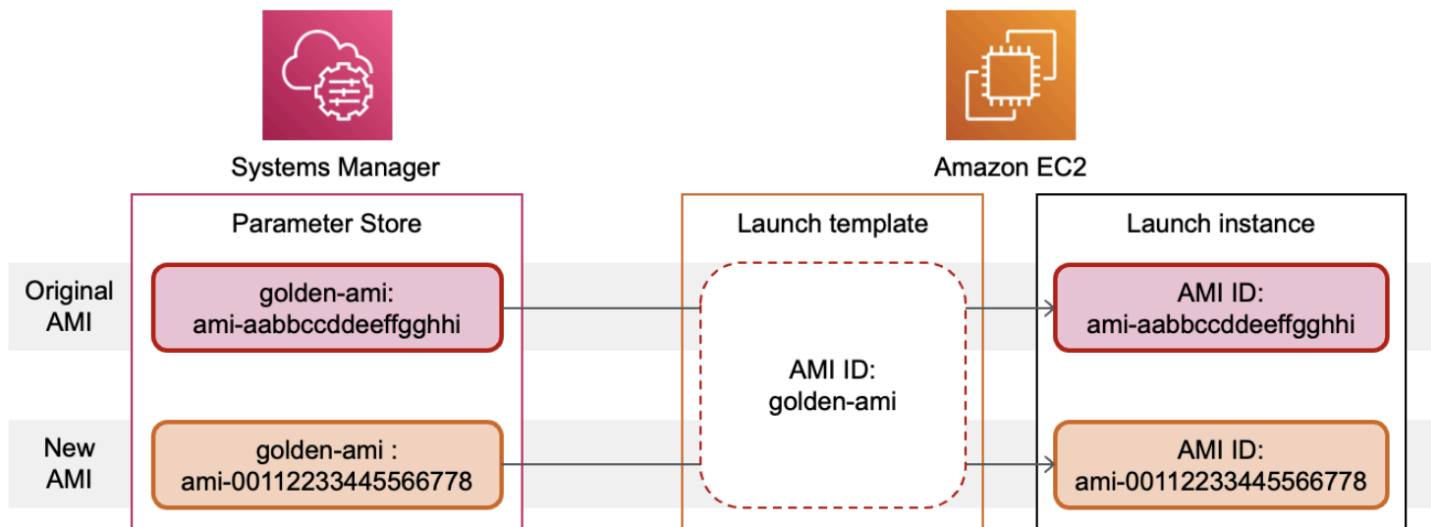 Systems Manager
Amazon EC2
Parameter Store
Launch template
Launch instance
Original
AMI
golden-ami:
ami-aabbccddeeffgghhi
AMI ID:
golden-ami
AMI ID:
ami-aabbccddeeffgghhi
New
AMI
golden-ami :
ami-00112233445566778
AMI ID:
ami-00112233445566778